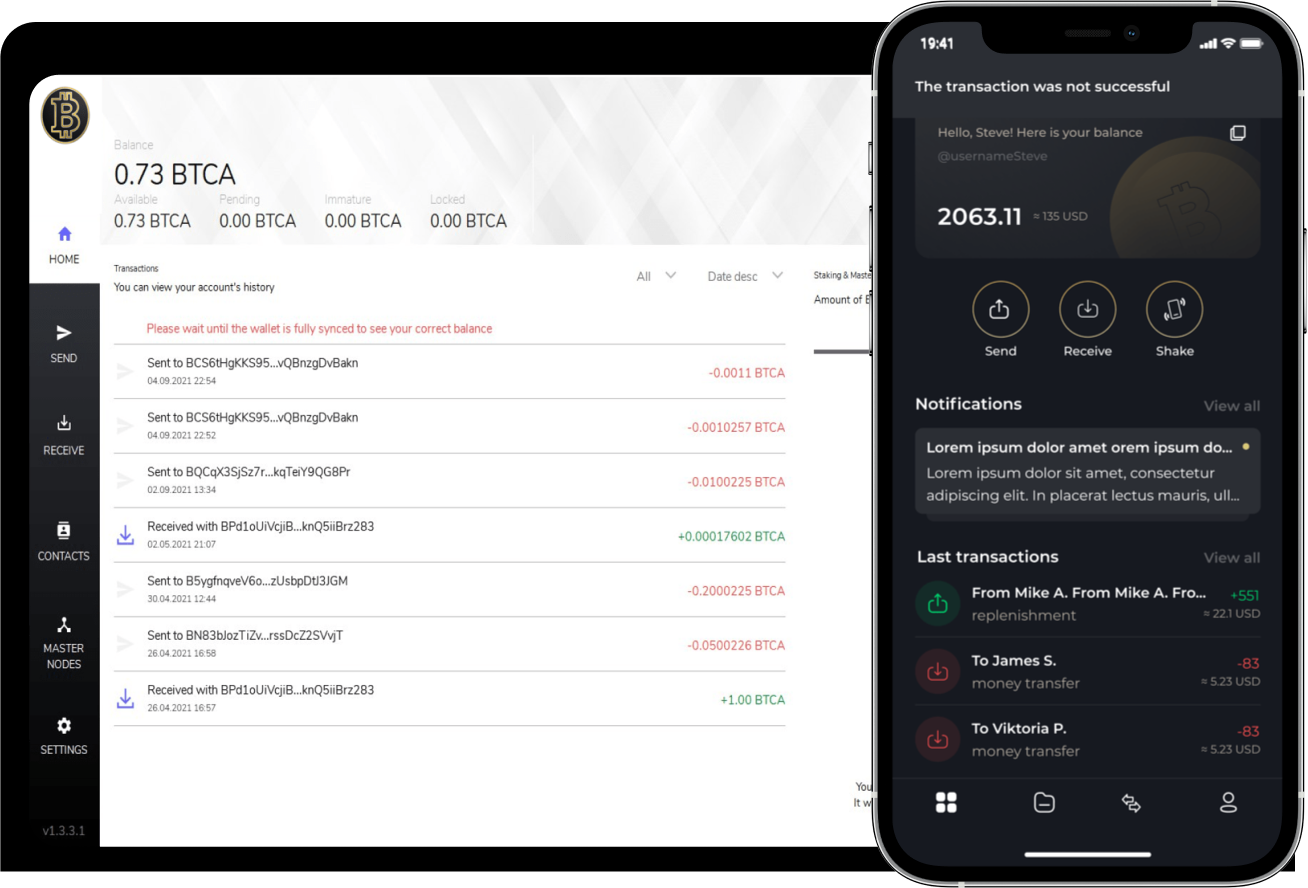 Balance
0.73 BTCA
Available Pending Immature Locked
0.73 BTCA 0.00 BTCA 0.00 BTCA 0.00 BTCA
HOME
SEND
RECEIVE
CONTACTS
MASTER
NODES
SETTINGS
v1.3.3.1
Transactions
You can view your account's history
All Date desc
Please wait until the wallet is fully synced to see your correct balance
Sent to BCS6tHgKKS95...vQBnzgDvBakn
04.09.2021 22:54
-0.0011 BTCA
Sent to BCS6tHgKKS95...vQBnzgDvBakn
04.09.2021 22:52
-0.0010257 BTCA
Sent to BQCqX3SjSz7r...kqTeiY9QG8Pr
02.09.2021 13:34
-0.0100225 BTCA
Received with BPd1oUiVcjiB...knQ5iiBrz283
02.05.2021 21:07
+0.00017602 BTCA
Sent to B5ygfnqveV6o...zUsbpDtJ3JGM
30.04.2021 12:44
-0.2000225 BTCA
Sent to BN83bJozTiZv...rssDcZ2SVvjT
26.04.2021 16:58
-0.0500226 BTCA
Received with BPd1oUiVcjiB...knQ5iiBrz283
26.04.2021 16:57
+1.00 BTCA
Staking & Maste
Amount of
You
It w
19:41
The transaction was not successful
Hello, Steve! Here is your balance
@usernameSteve
2063.11 ≈ 135 USD
Send Receive Shake
Notifications View all
Lorem ipsum dolor amet orem ipsum do...
Lorem ipsum dolor sit amet, consectetur
adipiscing elit. In placerat lectus mauris, ull...
Last transactions View all
From Mike A. From Mike A. Fro... +551
replenishment ≈ 22.1 USD
To James S. -83
money transfer ≈ 5.23 USD
To Viktoria P. -83
money transfer ≈ 5.23 USD